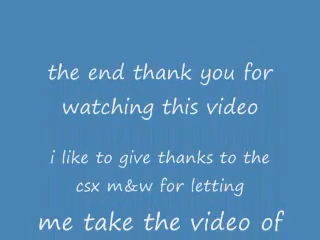 the end thank you for
watching this video
i like to give thanks to the
csx m&w for letting
me take the video of